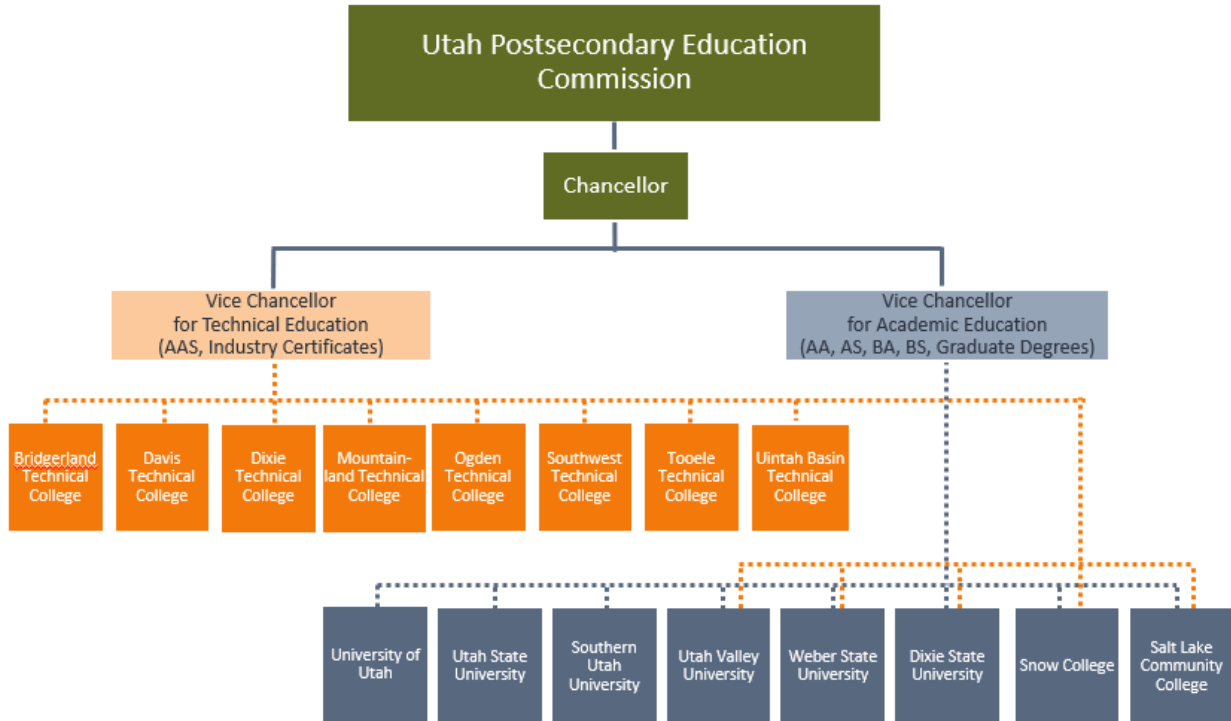 Utah Postsecondary Education
Commission
Chancellor
Vice Chancellor
for Technical Education
(AAS, Industry Certificates)
Vice Chancellor
for Academic Education
(AA, AS, BA, BS, Graduate Degrees)
Bridgerland
Technical
College
Davis
Technical
College
Dixie
Technical
College
Mountain-
land Technical
College
Ogden
Technical
College
Southwest
Technical
College
Tooele
Technical
College
Uintah Basin
Technical
College
University of
Utah
Utah State
University
Southern
Utah
University
Utah Valley
University
Weber State
University
Dixie State
University
Snow College
Salt Lake
Community
College